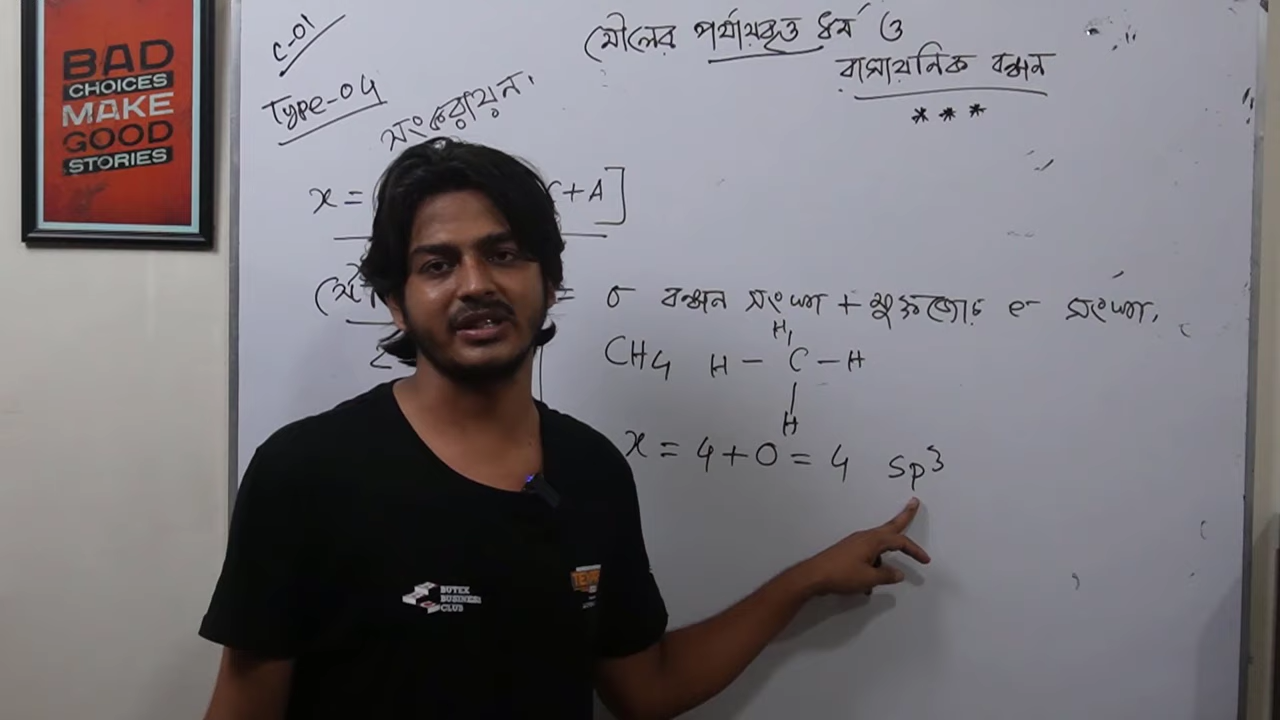 BAD
CHOICES
MAKE
GOOD
STORIES
C-01
Type-04
সংকরায়ন
মৌলের পর্যায়বৃত্ত ধর্ম ও
রাসায়নিক বন্ধন
***
x =
+ A]
= σ বন্ধন সংখ্যা + মুক্তজোড় e- সংখ্যা
CH4
H
H - C - H
H
x = 4 + 0 = 4 sp³
BUTEX
BUSINESS
CLUB